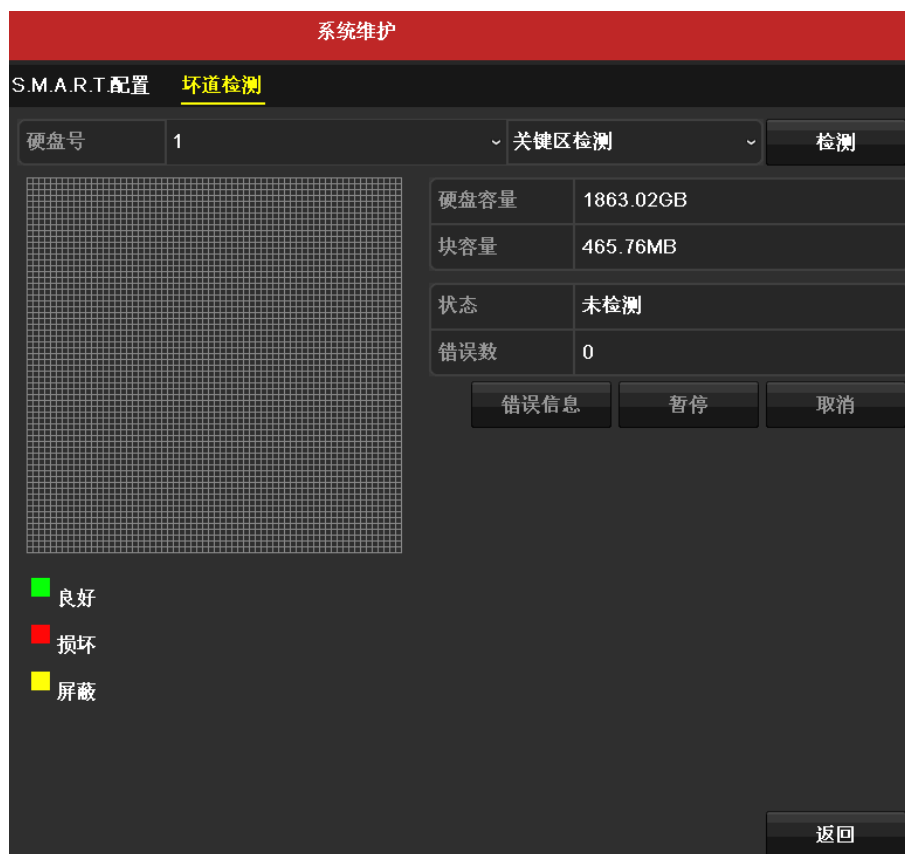 系统维护
S.M.A.R.T.配置 坏道检测
硬盘号 1 关键区检测 检测
硬盘容量 1863.02GB
块容量 465.76MB
状态 未检测
错误数 0
错误信息 暂停 取消
良好
损坏
屏蔽
返回